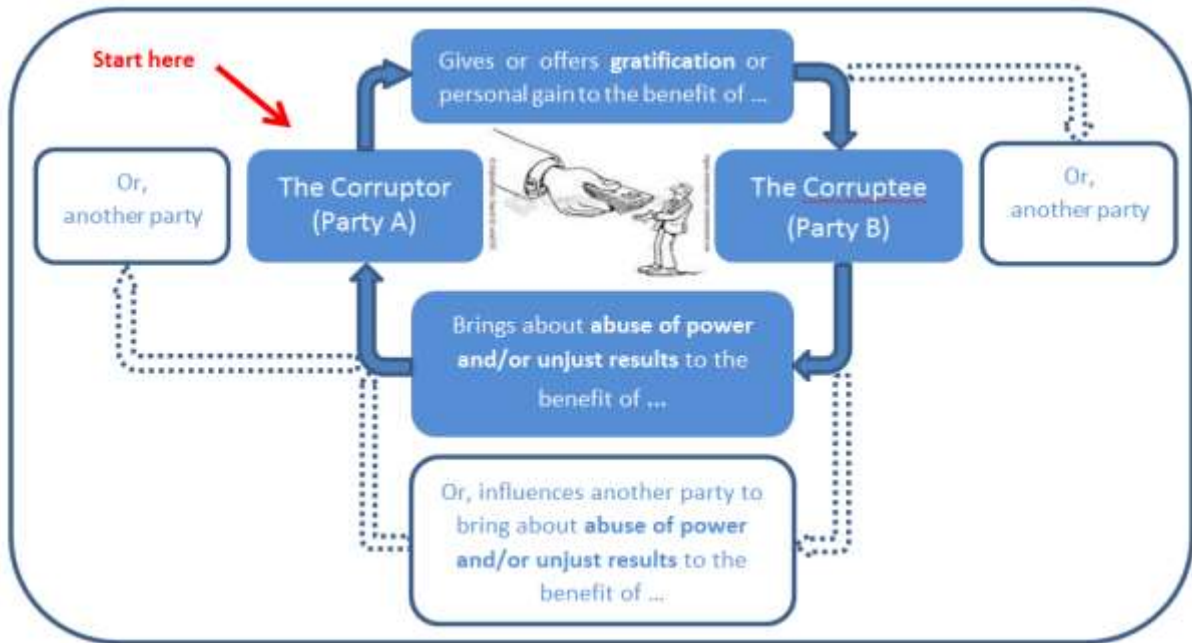 Start here
Gives or offers gratification or
personal gain to the benefit of ...
Or,
another party
The Corruptor
(Party A)
The Corruptee
(Party B)
Or,
another party
Brings about abuse of power
and/or unjust results to the
benefit of ...
Or, influences another party to
bring about abuse of power
and/or unjust results to the
benefit of ...